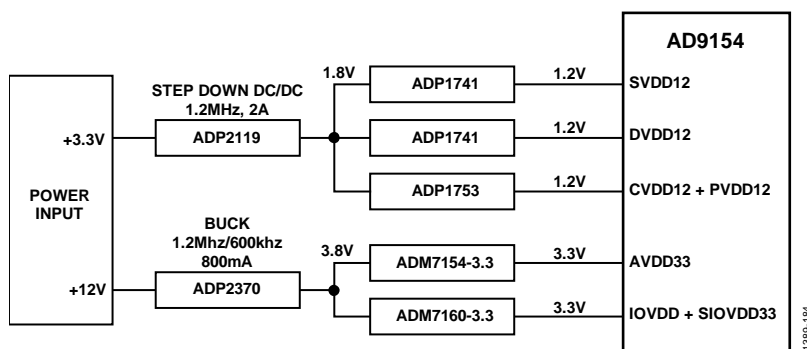 AD9154
STEP DOWN DC/DC
1.2MHz, 2A
1.8V
ADP1741
1.2V
SVDD12
+3.3V
ADP2119
ADP1741
1.2V
DVDD12
ADP1753
1.2V
CVDD12 + PVDD12
POWER
INPUT
BUCK
1.2Mhz/600khz
800mA
3.8V
ADM7154-3.3
3.3V
AVDD33
+12V
ADP2370
ADM7160-3.3
3.3V
IOVDD + SIOVDD33